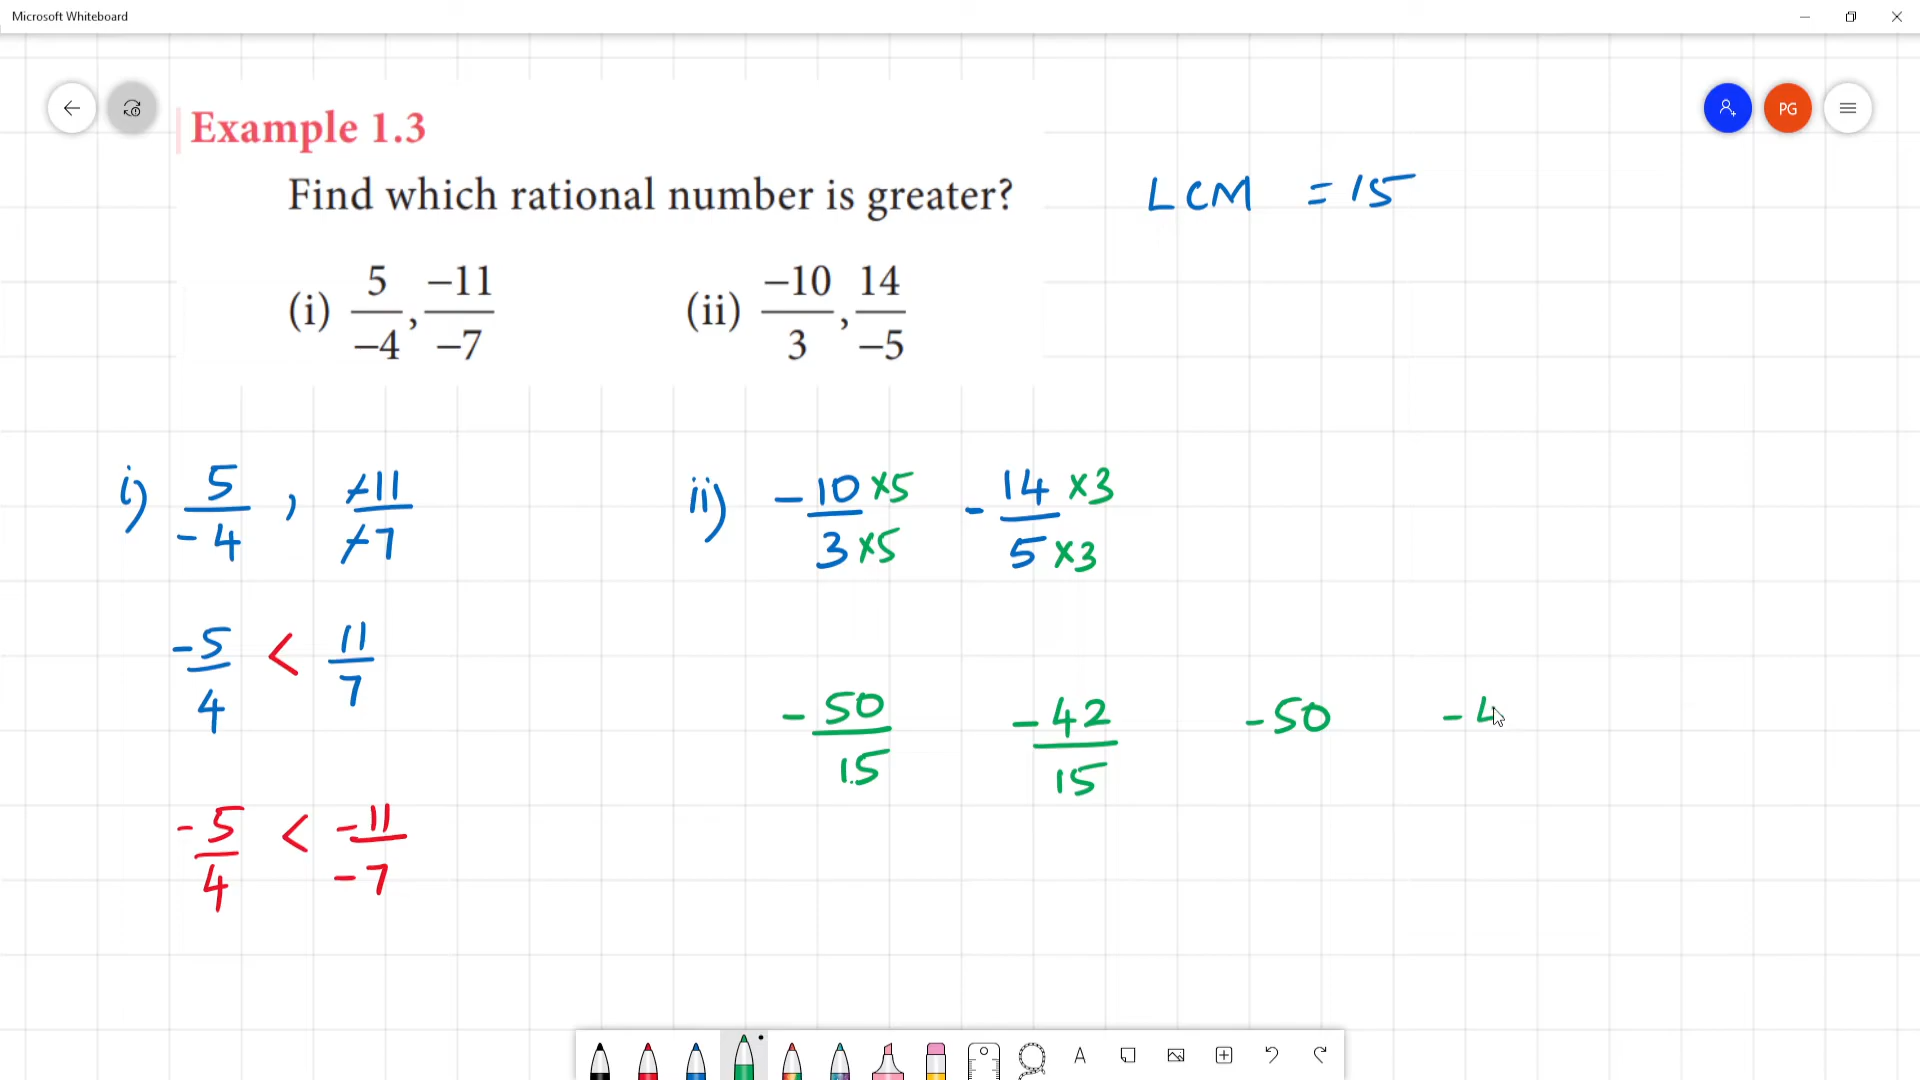 Microsoft Whiteboard
PG
Example 1.3
Find which rational number is greater?
(i) 5/−4, −11/−7 (ii) −10/3, 14/−5
LCM = 15
i) 5/-4 , -11/-7
ii) -10×5/3×5 -14×3/5×3
-5/4 < 11/7
-50/15 -42/15 -50 -4
-5/4 < -11/-7
A